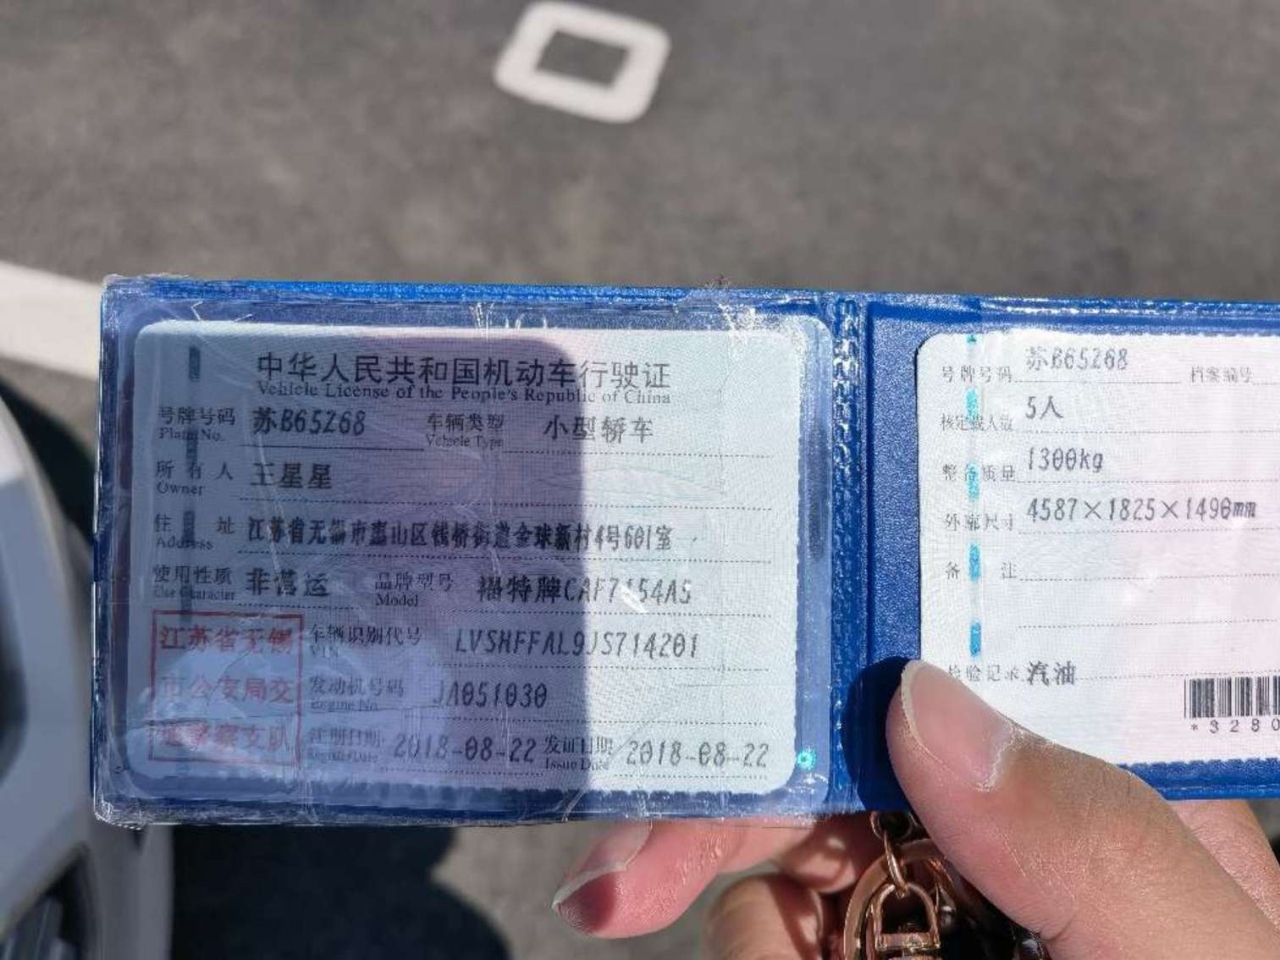 中华人民共和国机动车行驶证
Vehicle License of the People's Republic of China
号牌号码 苏B65Z68 车辆类型 小型轿车
Plate No. Vehicle Type
所有人 王星星
Owner
住址 江苏省无锡市惠山区钱桥街道金球新村4号601室
Address
使用性质 非营运 品牌型号 福特牌CAF7154A5
Use Character Model
江苏省无锡 车辆识别代号 LVSHFFAL9JS714201
VIN
市公安局交 发动机号码 JA051030
Engine No.
通警察支队 注册日期 2018-08-22 发证日期 2018-08-22
Register Date Issue Date
号牌号码 苏B65Z68 档案编号
核定载人数 5人
整备质量 1300kg
外廓尺寸 4587×1825×1490mm
备注
检验记录 汽油
*3280